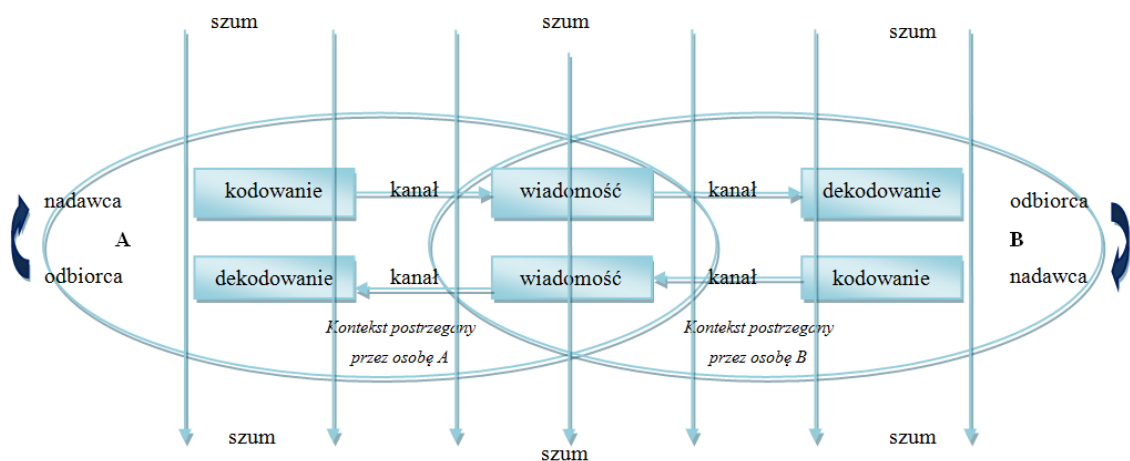 szum szum szum
kodowanie kanał wiadomość kanał dekodowanie
nadawca odbiorca
A B
odbiorca nadawca
dekodowanie kanał wiadomość kanał kodowanie
Kontekst postrzegany
przez osobę A
Kontekst postrzegany
przez osobę B
szum szum szum